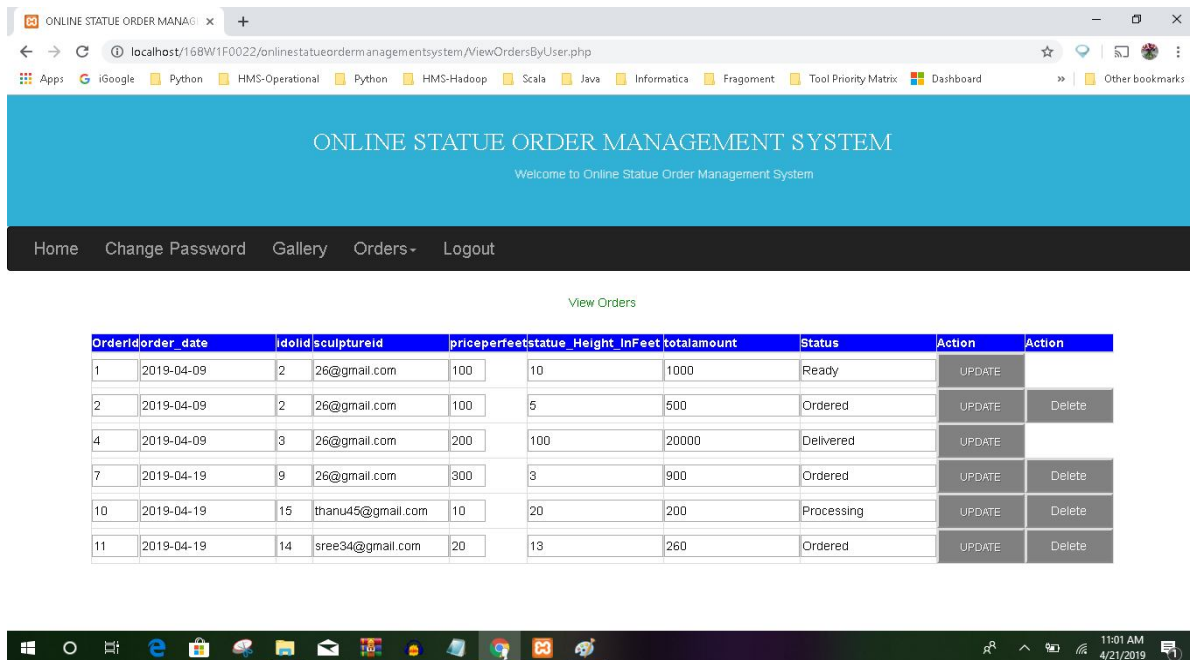 ONLINE STATUE ORDER MANAG
localhost/168W1F0022/onlinestatueordermanagementsystem/ViewOrdersByUser.php
Apps iGoogle Python HMS-Operational Python HMS-Hadoop Scala Java Informatica Fragoment Tool Priority Matrix Dashboard » Other bookmarks
ONLINE STATUE ORDER MANAGEMENT SYSTEM
Welcome to Online Statue Order Management System
Home Change Password Gallery Orders Logout
View Orders
OrderId order_date idolid sculptureid priceperfeet statue_Height_InFeet totalamount Status Action Action
1 2019-04-09 2 26@gmail.com 100 10 1000 Ready UPDATE
2 2019-04-09 2 26@gmail.com 100 5 500 Ordered UPDATE Delete
4 2019-04-09 3 26@gmail.com 200 100 20000 Delivered UPDATE
7 2019-04-19 9 26@gmail.com 300 3 900 Ordered UPDATE Delete
10 2019-04-19 15 thanu45@gmail.com 10 20 200 Processing UPDATE Delete
11 2019-04-19 14 sree34@gmail.com 20 13 260 Ordered UPDATE Delete
11:01 AM
4/21/2019